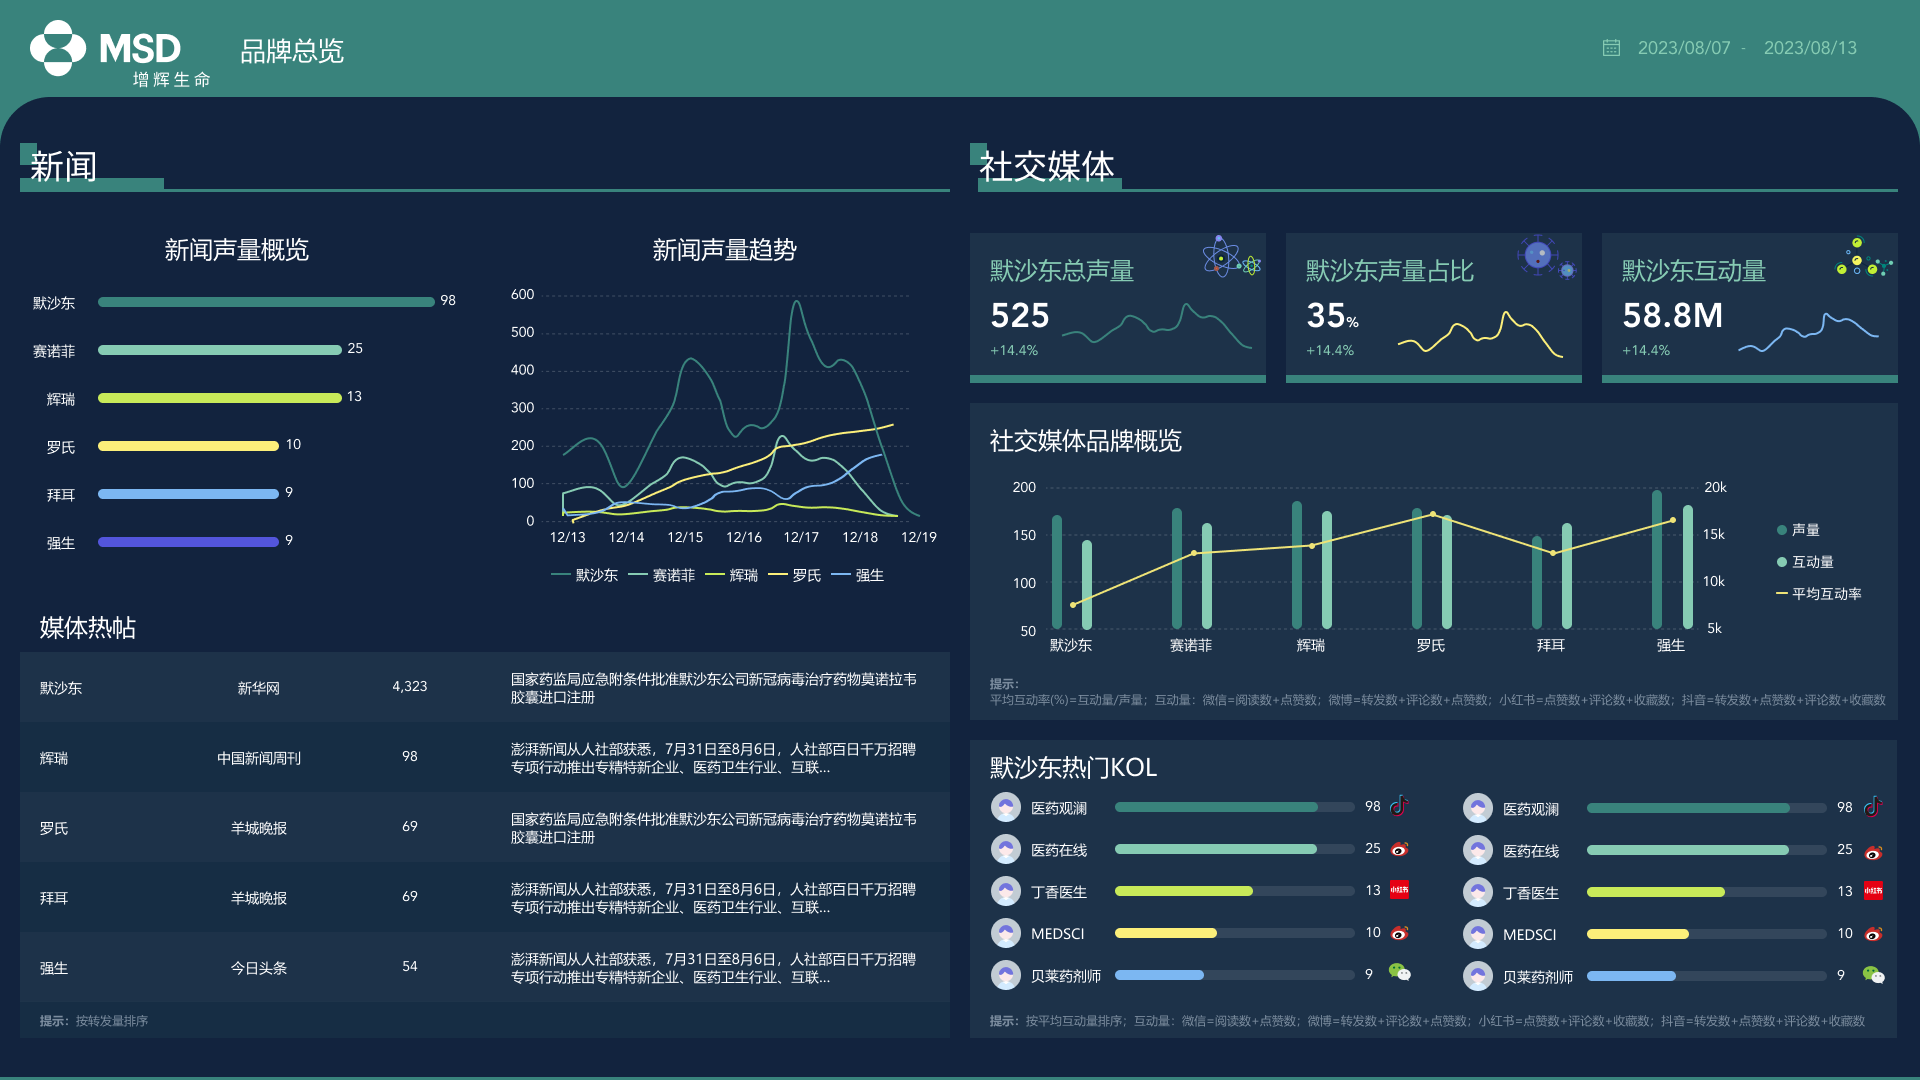 MSD
增辉生命
品牌总览
2023/08/07 - 2023/08/13
新闻
新闻声量概览
默沙东 98
赛诺菲 25
辉瑞 13
罗氏 10
拜耳 9
强生 9
新闻声量趋势
600
500
400
300
200
100
0
12/13 12/14 12/15 12/16 12/17 12/18 12/19
默沙东 赛诺菲 辉瑞 罗氏 强生
媒体热帖
默沙东 新华网 4,323 国家药监局应急附条件批准默沙东公司新冠病毒治疗药物莫诺拉韦
胶囊进口注册
辉瑞 中国新闻周刊 98 澎湃新闻从人社部获悉，7月31日至8月6日，人社部百日千万招聘
专项行动推出专精特新企业、医药卫生行业、互联...
罗氏 羊城晚报 69 国家药监局应急附条件批准默沙东公司新冠病毒治疗药物莫诺拉韦
胶囊进口注册
拜耳 羊城晚报 69 澎湃新闻从人社部获悉，7月31日至8月6日，人社部百日千万招聘
专项行动推出专精特新企业、医药卫生行业、互联...
强生 今日头条 54 澎湃新闻从人社部获悉，7月31日至8月6日，人社部百日千万招聘
专项行动推出专精特新企业、医药卫生行业、互联...
提示：按转发量排序
社交媒体
默沙东总声量
525
+14.4%
默沙东声量占比
35%
+14.4%
默沙东互动量
58.8M
+14.4%
社交媒体品牌概览
200 20k
150 15k
100 10k
50 5k
默沙东 赛诺菲 辉瑞 罗氏 拜耳 强生
声量
互动量
平均互动率
提示：
平均互动率(%)=互动量/声量；互动量：微信=阅读数+点赞数；微博=转发数+评论数+点赞数；小红书=点赞数+评论数+收藏数；抖音=转发数+点赞数+评论数+收藏数
默沙东热门KOL
医药观澜 98
医药在线 25
丁香医生 13 小红书
MEDSCI 10
贝莱药剂师 9
医药观澜 98
医药在线 25
丁香医生 13 小红书
MEDSCI 10
贝莱药剂师 9
提示：按平均互动量排序；互动量：微信=阅读数+点赞数；微博=转发数+评论数+点赞数；小红书=点赞数+评论数+收藏数；抖音=转发数+点赞数+评论数+收藏数